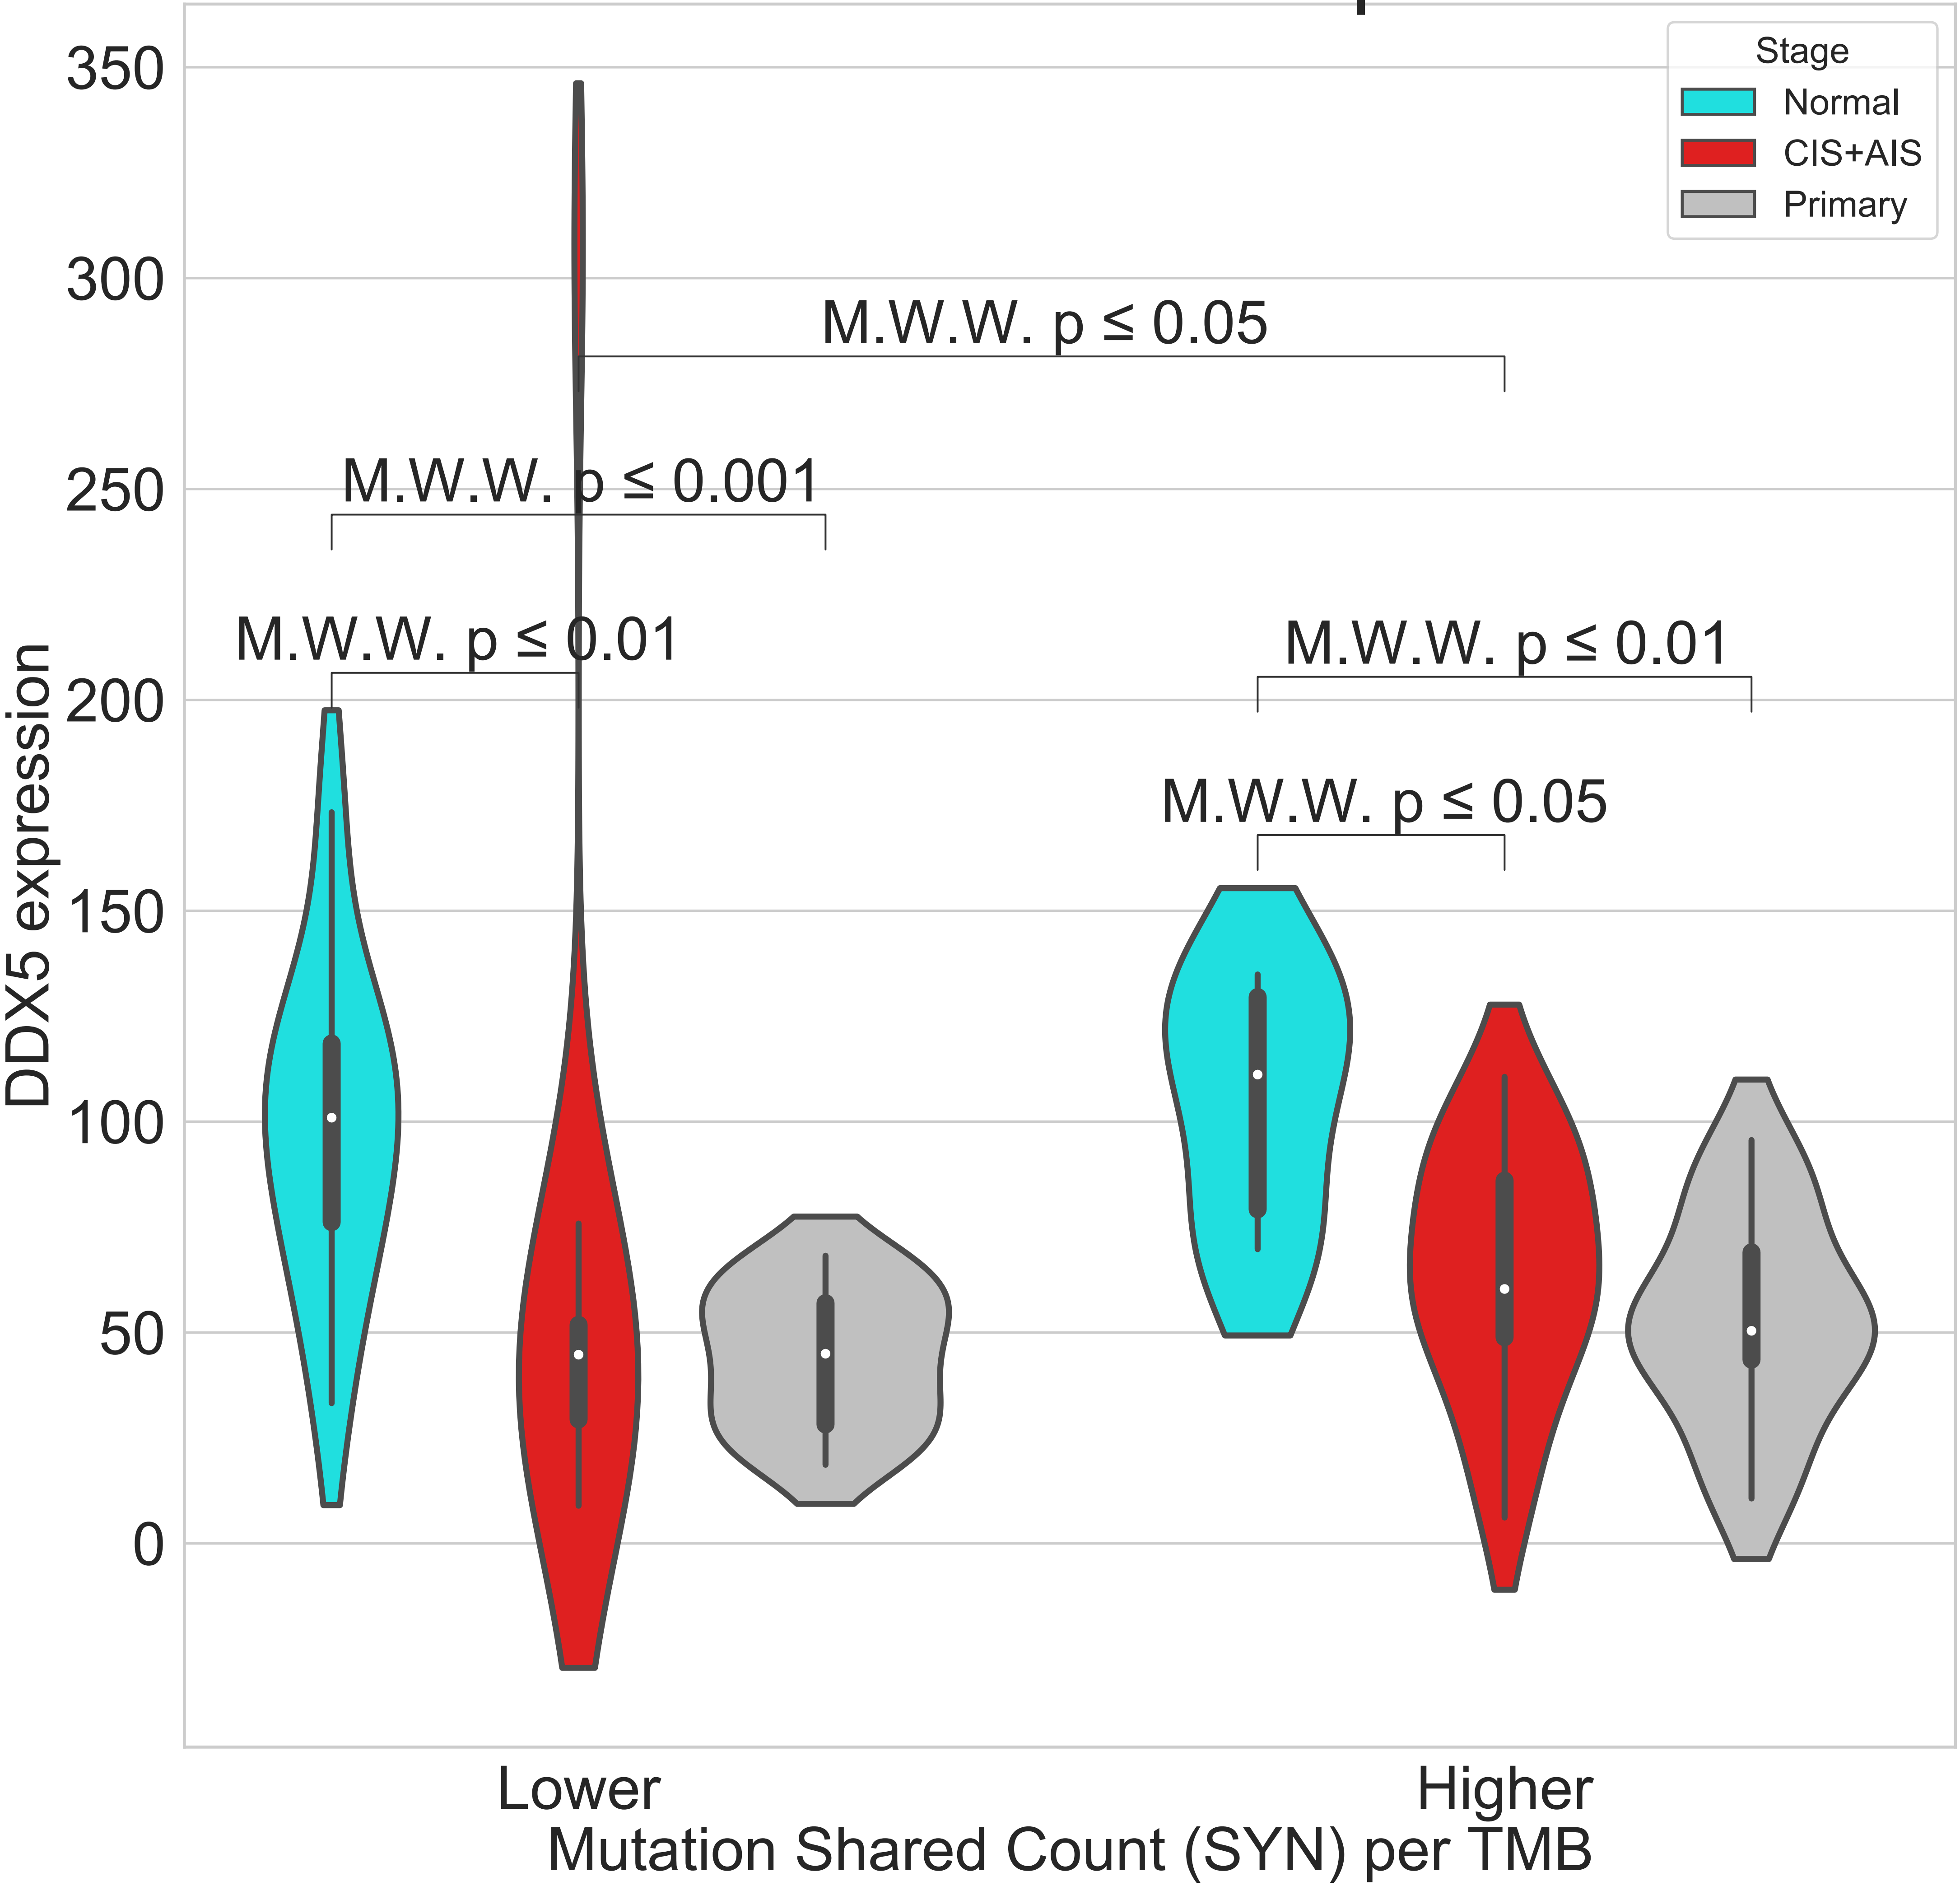 350
300
250
200
150
100
50
0
DDX5 expression
Stage
Normal
CIS+AIS
Primary
M.W.W. p ≤ 0.05
M.W.W. p ≤ 0.001
M.W.W. p ≤ 0.01
M.W.W. p ≤ 0.01
M.W.W. p ≤ 0.05
Lower
Higher
Mutation Shared Count (SYN) per TMB